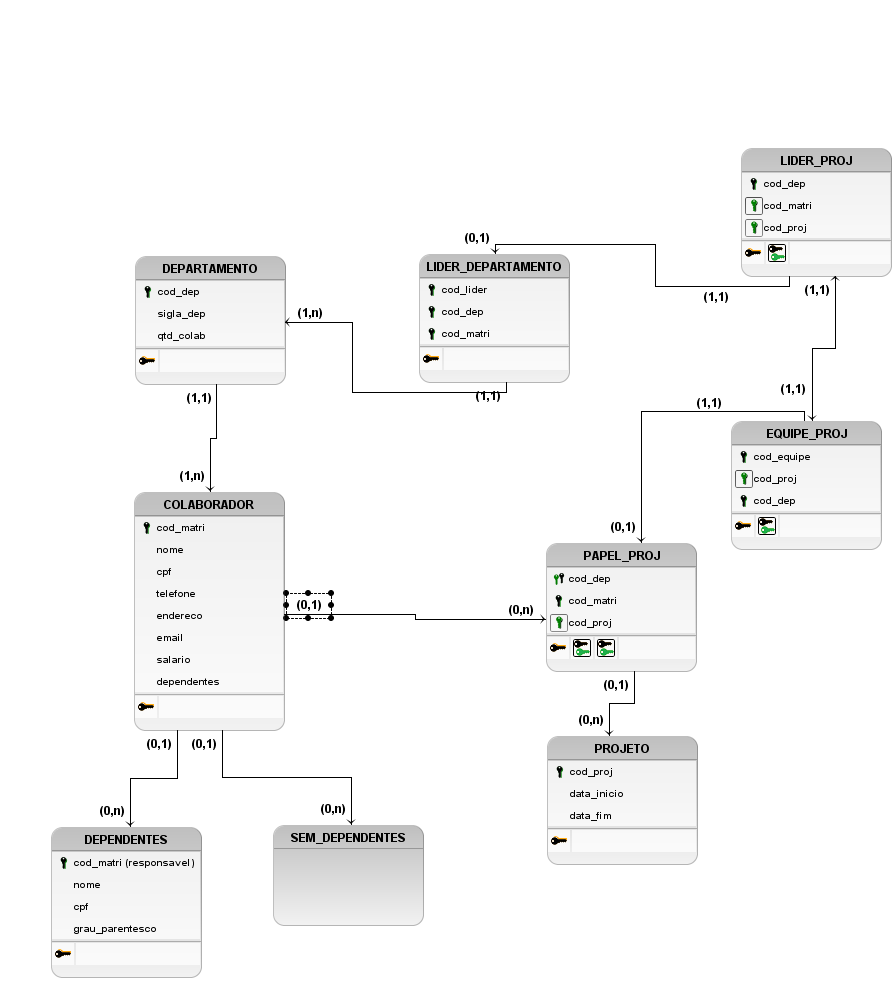 LIDER_PROJ
cod_dep
cod_matri
cod_proj
(1,1)
(1,1)
(0,1)
LIDER_DEPARTAMENTO
cod_lider
cod_dep
cod_matri
(1,1)
DEPARTAMENTO
cod_dep
sigla_dep
qtd_colab
(1,n)
(1,1)
(1,n)
(1,1)
(1,1)
EQUIPE_PROJ
cod_equipe
cod_proj
cod_dep
COLABORADOR
cod_matri
nome
cpf
telefone
endereco
email
salario
dependentes
(0,1)
(0,n)
(0,1)
PAPEL_PROJ
cod_dep
cod_matri
cod_proj
(0,1)
(0,n)
PROJETO
cod_proj
data_inicio
data_fim
(0,1)
(0,1)
(0,n)
(0,n)
DEPENDENTES
cod_matri (responsavel)
nome
cpf
grau_parentesco
SEM_DEPENDENTES